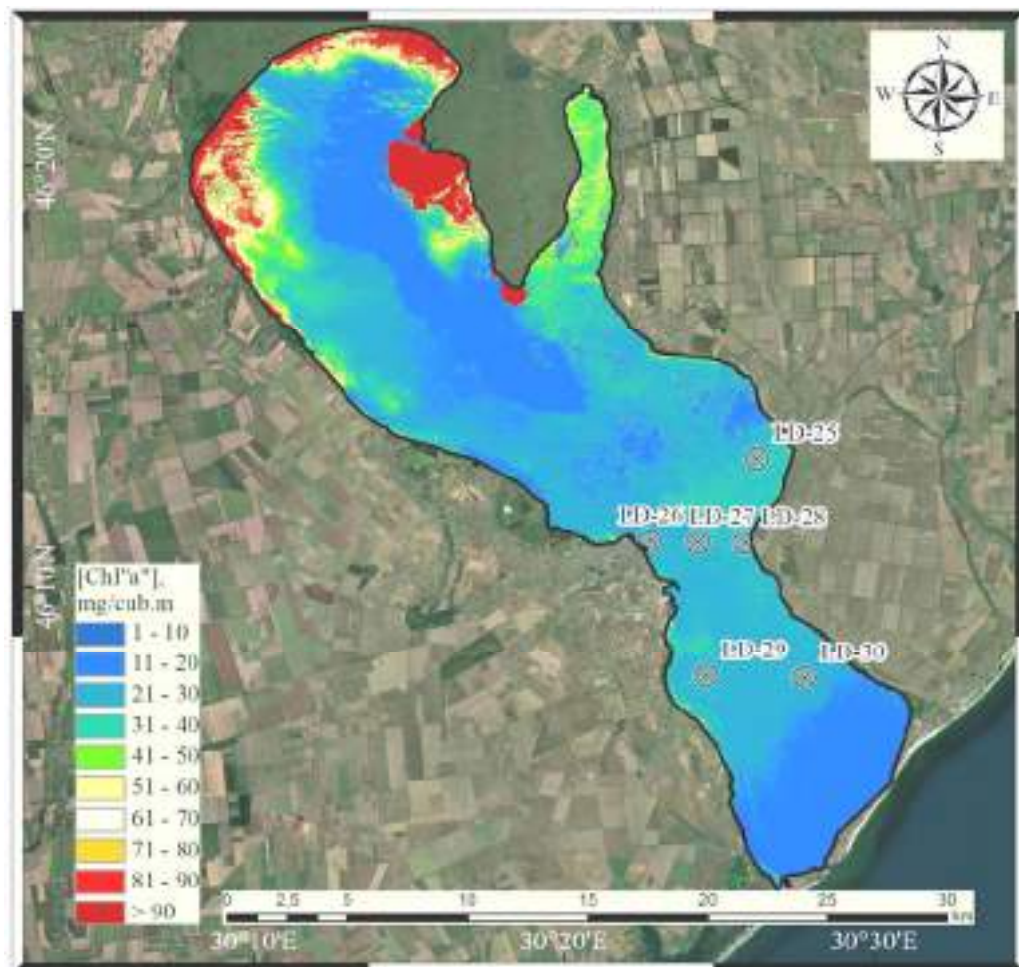 N
W E
S
46°20'N
LD-25
LD-26 LD-27 LD-28
46°10'N
[Chl"a"],
mg/cub.m
1 - 10
11 - 20
21 - 30
31 - 40
41 - 50
51 - 60
61 - 70
71 - 80
81 - 90
> 90
LD-29 LD-30
0 2,5 5 10 15 20 25 30
km
30°10'E 30°20'E 30°30'E